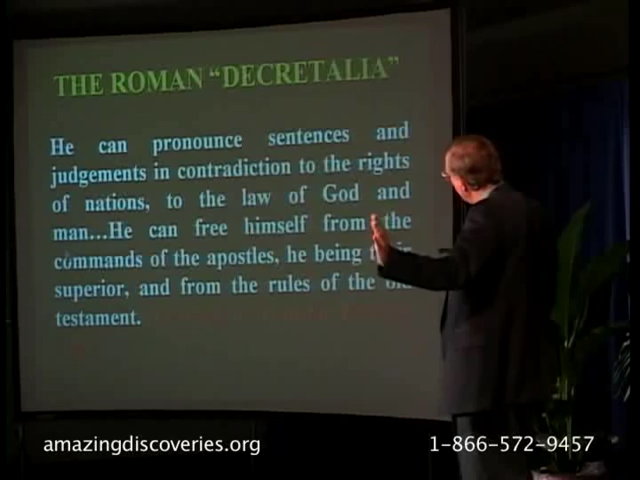 THE ROMAN "DECRETALIA"
He can pronounce sentences and
judgements in contradiction to the rights
of nations, to the law of God and
man...He can free himself from the
commands of the apostles, he being their
superior, and from the rules of the old
testament.
amazingdiscoveries.org
1-866-572-9457